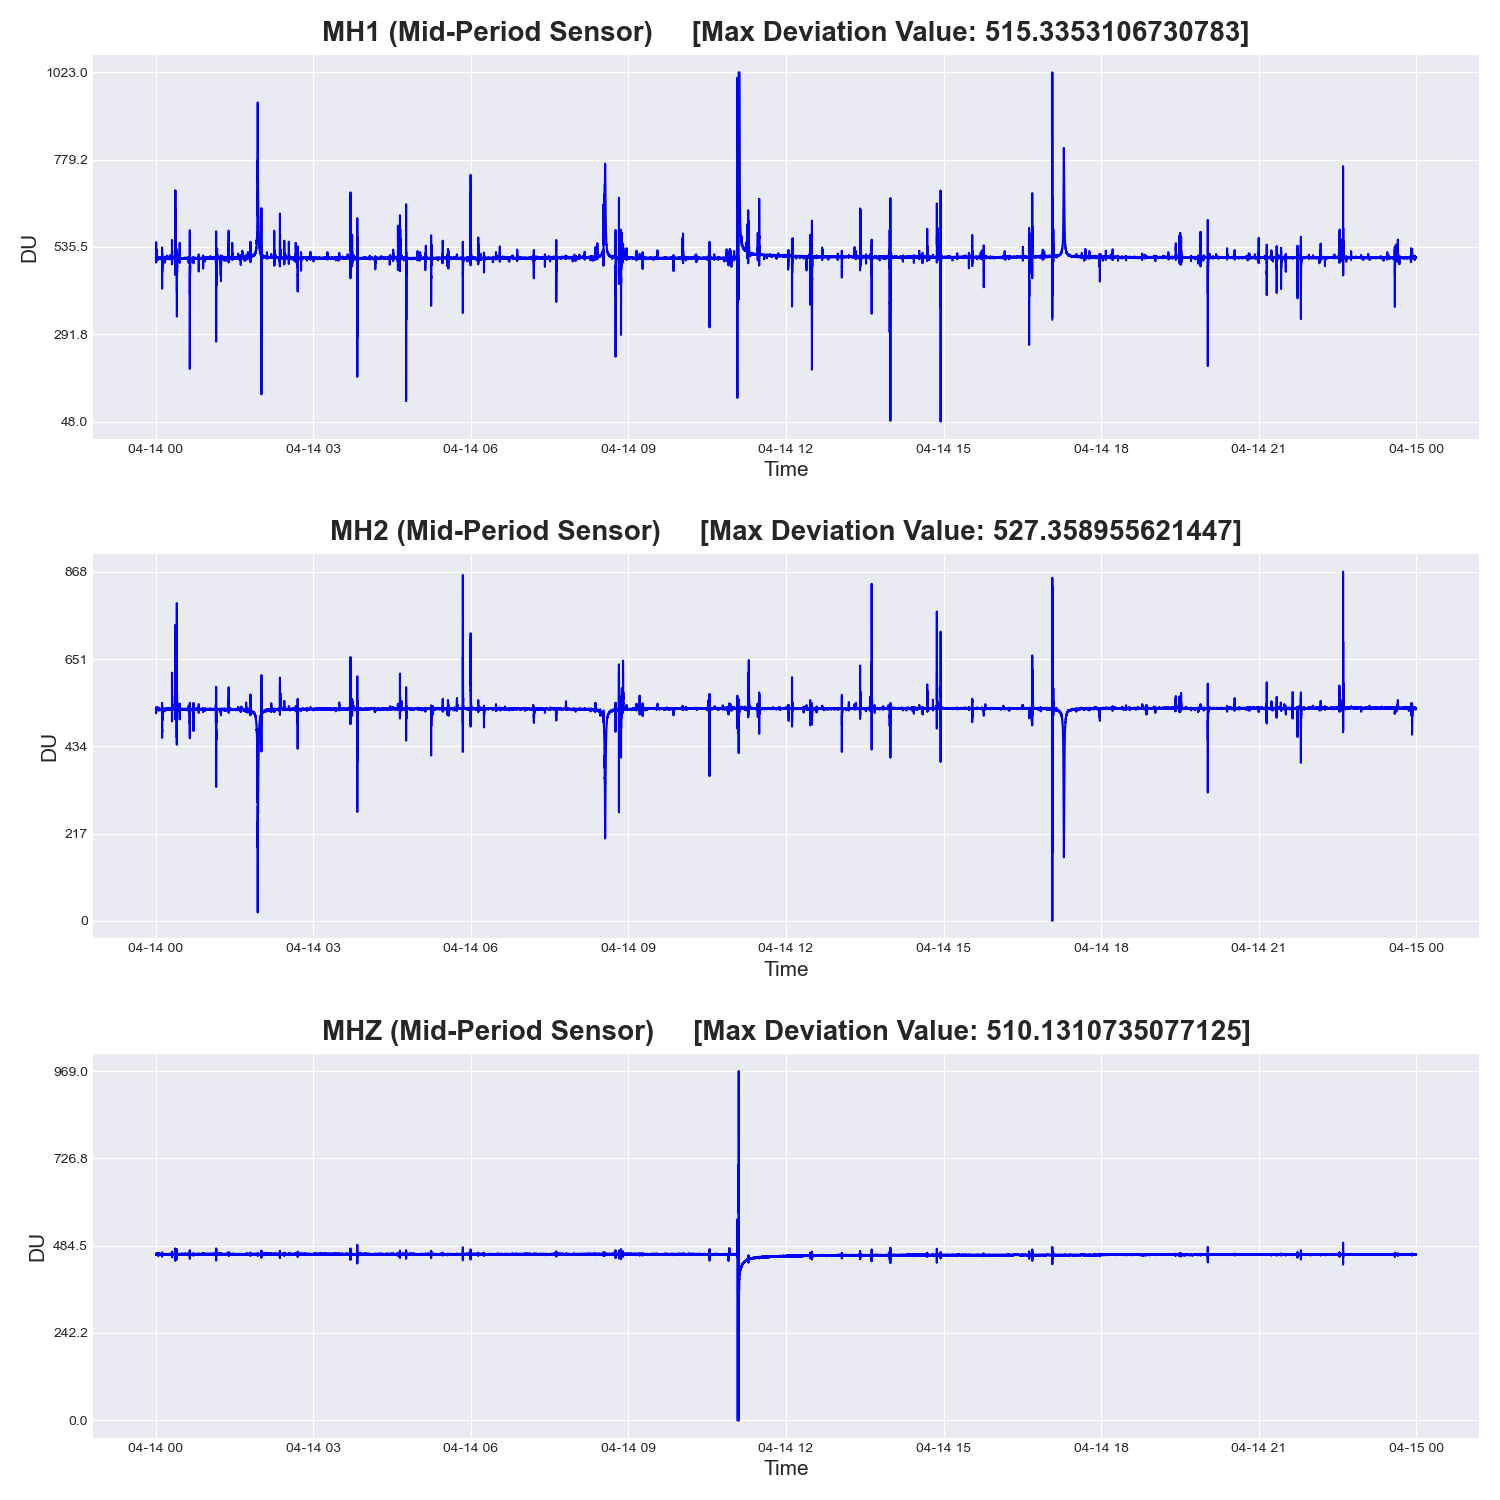 MH1 (Mid-Period Sensor) [Max Deviation Value: 515.3353106730783]
1023.0
779.2
535.5
291.8
48.0
DU
04-14 00 04-14 03 04-14 06 04-14 09 04-14 12 04-14 15 04-14 18 04-14 21 04-15 00
Time
MH2 (Mid-Period Sensor) [Max Deviation Value: 527.358955621447]
868
651
434
217
0
DU
04-14 00 04-14 03 04-14 06 04-14 09 04-14 12 04-14 15 04-14 18 04-14 21 04-15 00
Time
MHZ (Mid-Period Sensor) [Max Deviation Value: 510.1310735077125]
969.0
726.8
484.5
242.2
0.0
DU
04-14 00 04-14 03 04-14 06 04-14 09 04-14 12 04-14 15 04-14 18 04-14 21 04-15 00
Time